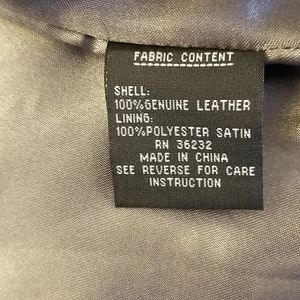 FABRIC CONTENT
SHELL:
100%GENUINE LEATHER
LINING:
100%POLYESTER SATIN
RN 36232
MADE IN CHINA
SEE REVERSE FOR CARE
INSTRUCTION